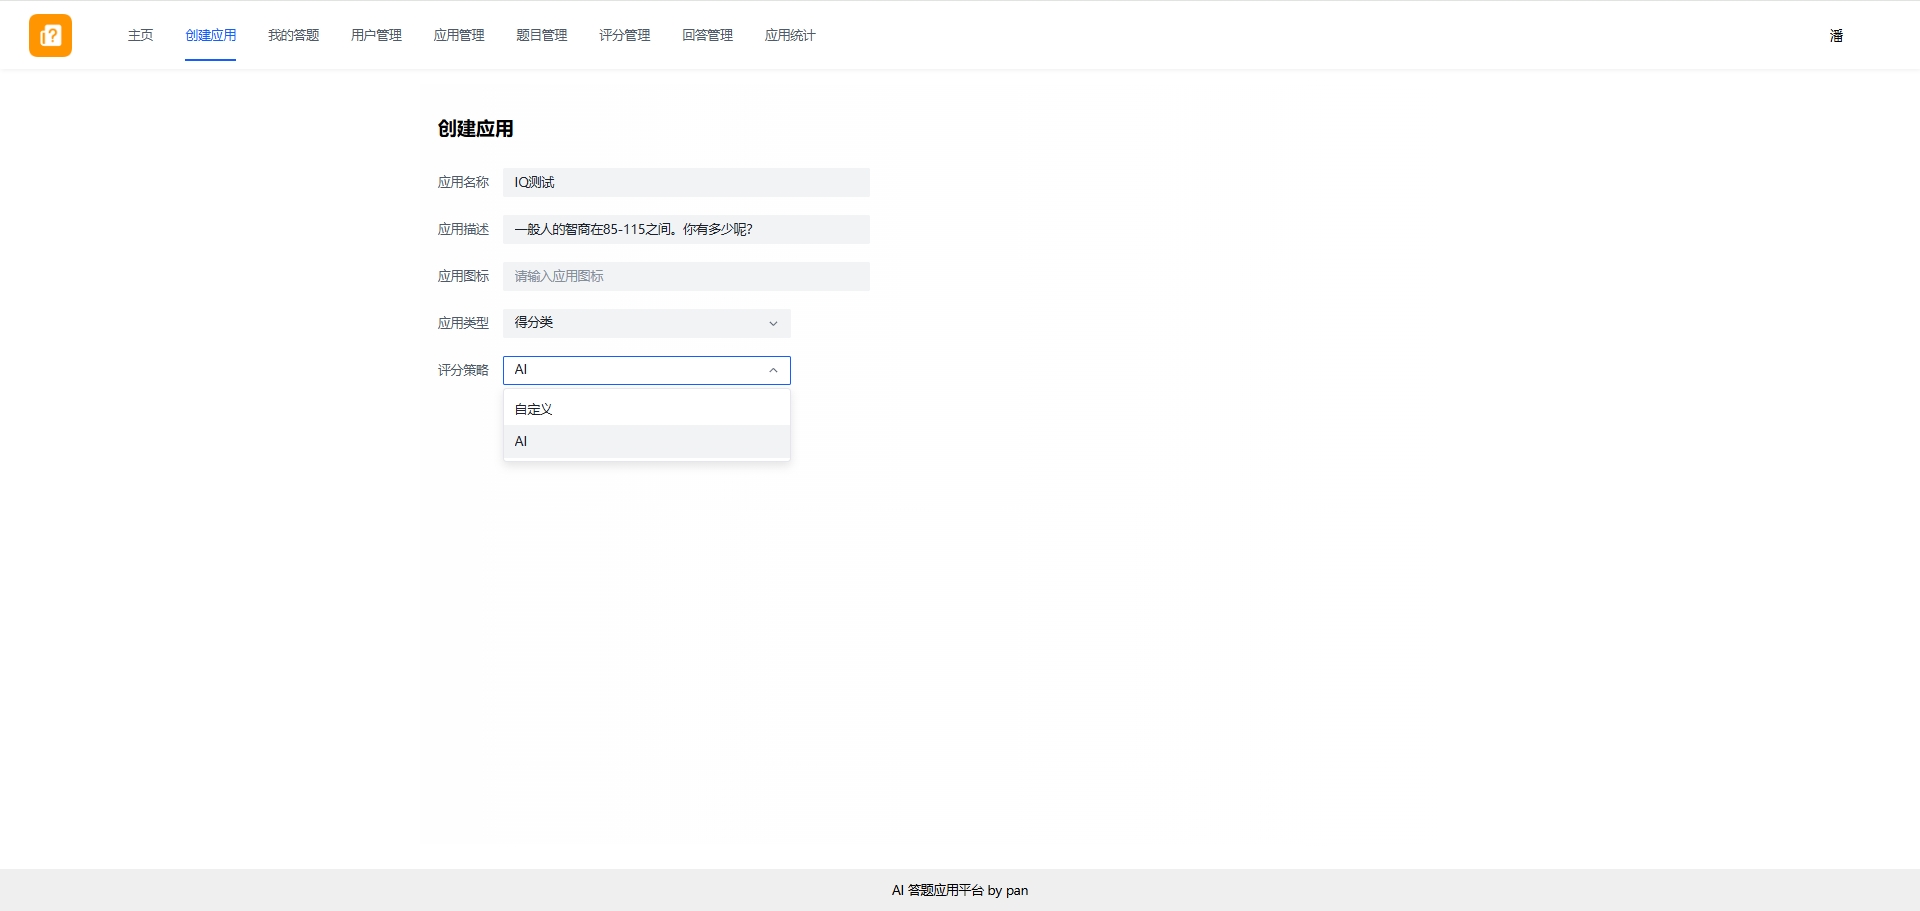 主页 创建应用 我的答题 用户管理 应用管理 题目管理 评分管理 回答管理 应用统计 潘
创建应用
应用名称 IQ测试
应用描述 一般人的智商在85-115之间。你有多少呢?
应用图标 请输入应用图标
应用类型 得分类
评分策略 AI
自定义
AI
AI 答题应用平台 by pan